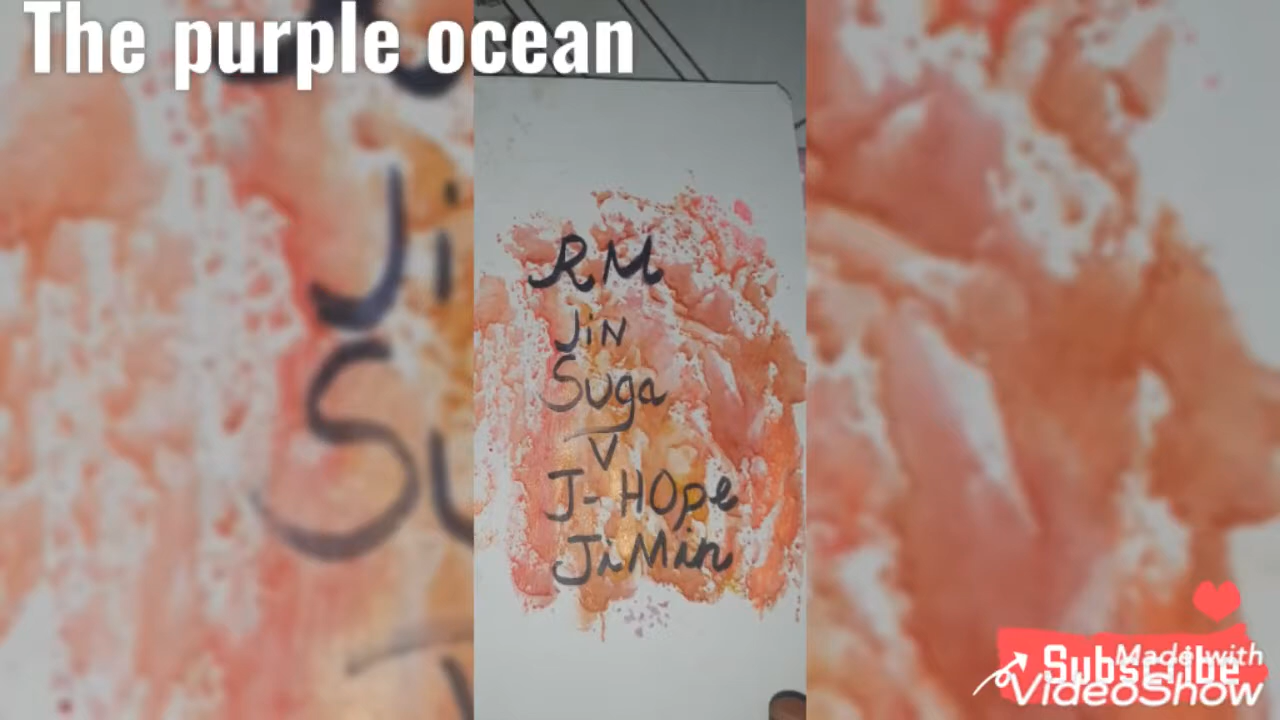 The purple ocean
RM
Jin
Suga
V
J-HOpe
JiMin
Subscribe
Made with
VideoShow